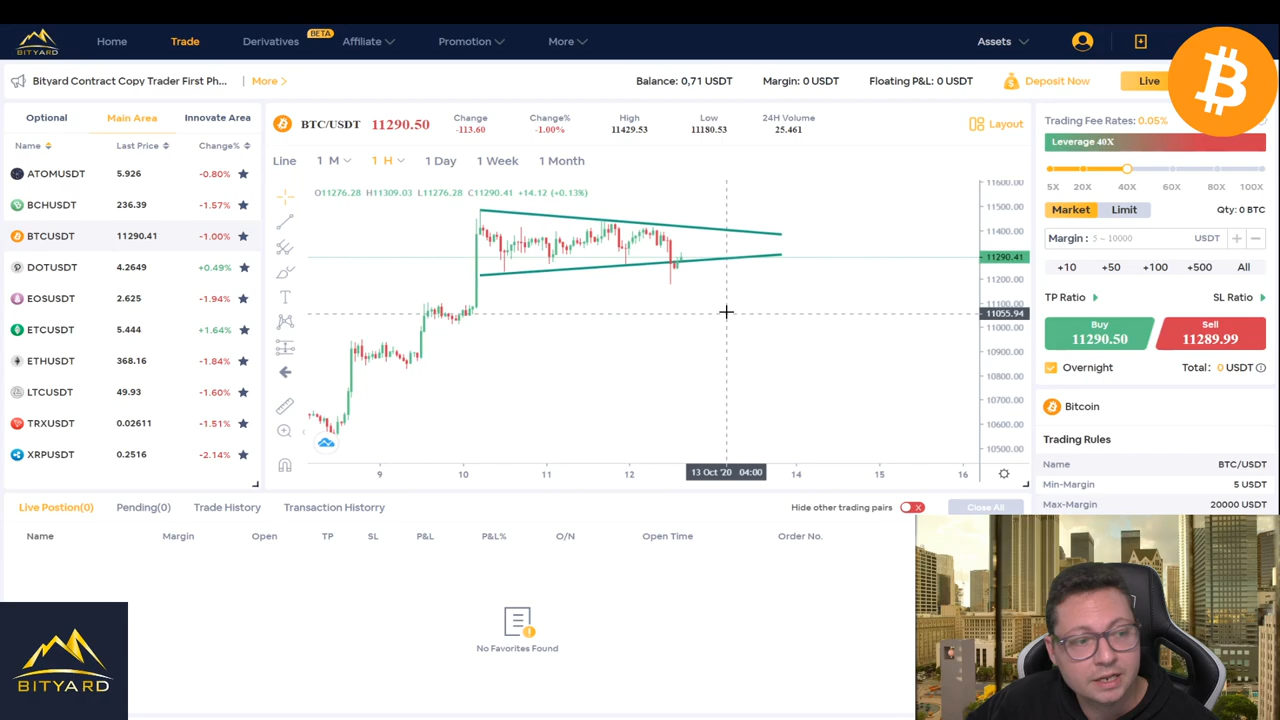 BITYARD
Home
Trade
Derivatives
BETA
Affiliate
Promotion
More
Assets
Bityard Contract Copy Trader First Ph...
More >
Balance: 0,71 USDT
Margin: 0 USDT
Floating P&L: 0 USDT
Deposit Now
Live
Optional
Main Area
Innovate Area
Name
Last Price
Change%
ATOMUSDT 5.926 -0.80%
BCHUSDT 236.39 -1.57%
BTCUSDT 11290.41 -1.00%
DOTUSDT 4.2649 +0.49%
EOSUSDT 2.625 -1.94%
ETCUSDT 5.444 +1.64%
ETHUSDT 368.16 -1.84%
LTCUSDT 49.93 -1.60%
TRXUSDT 0.02611 -1.51%
XRPUSDT 0.2516 -2.14%
BTC/USDT 11290.50
Change
-113.60
Change%
-1.00%
High
11429.53
Low
11180.53
24H Volume
25.461
Layout
Line
1 M
1 H
1 Day
1 Week
1 Month
O11276.28 H11309.03 L11276.28 C11290.41 +14.12 (+0.13%)
11600.00
11500.00
11400.00
11290.41
11200.00
11100.00
11055.94
11000.00
10900.00
10800.00
10700.00
10600.00
10500.00
9
10
11
12
13 Oct '20 04:00
14
15
16
Trading Fee Rates: 0.05%
Leverage 40X
5X 20X 40X 60X 80X 100X
Market
Limit
Qty: 0 BTC
Margin : 5 - 10000 USDT
+10 +50 +100 +500 All
TP Ratio
SL Ratio
Buy
11290.50
Sell
11289.99
Overnight
Total: 0 USDT
Bitcoin
Trading Rules
Name BTC/USDT
Min-Margin 5 USDT
Max-Margin 20000 USDT
Live Postion(0)
Pending(0)
Trade History
Transaction Historry
Hide other trading pairs
X
Close All
Name Margin Open TP SL P&L P&L% O/N Open Time Order No.
No Favorites Found
BITYARD